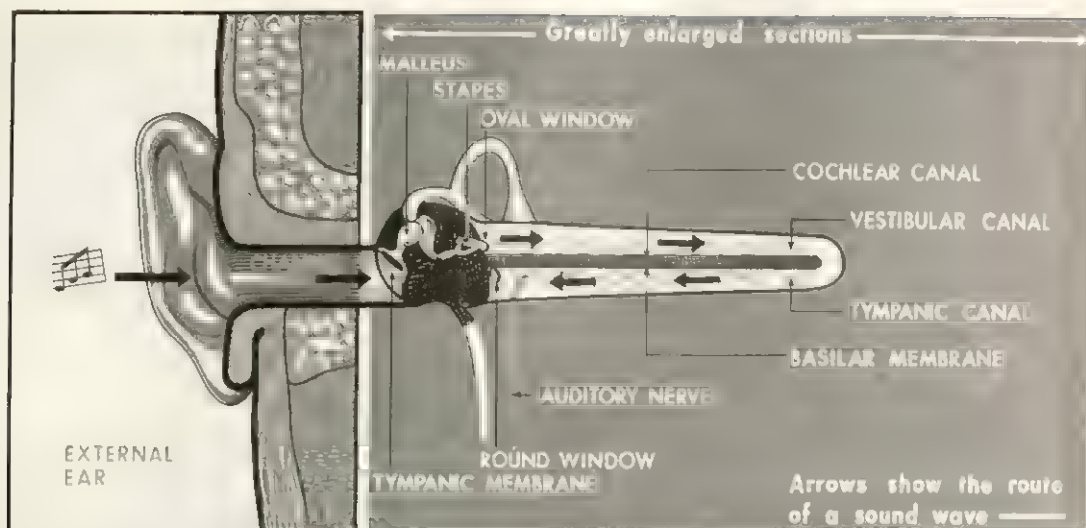 Greatly enlarged sections
MALLEUS
STAPES
OVAL WINDOW
COCHLEAR CANAL
VESTIBULAR CANAL
TYMPANIC CANAL
BASILAR MEMBRANE
AUDITORY NERVE
EXTERNAL
EAR
ROUND WINDOW
TYMPANIC MEMBRANE
Arrows show the route
of a sound wave